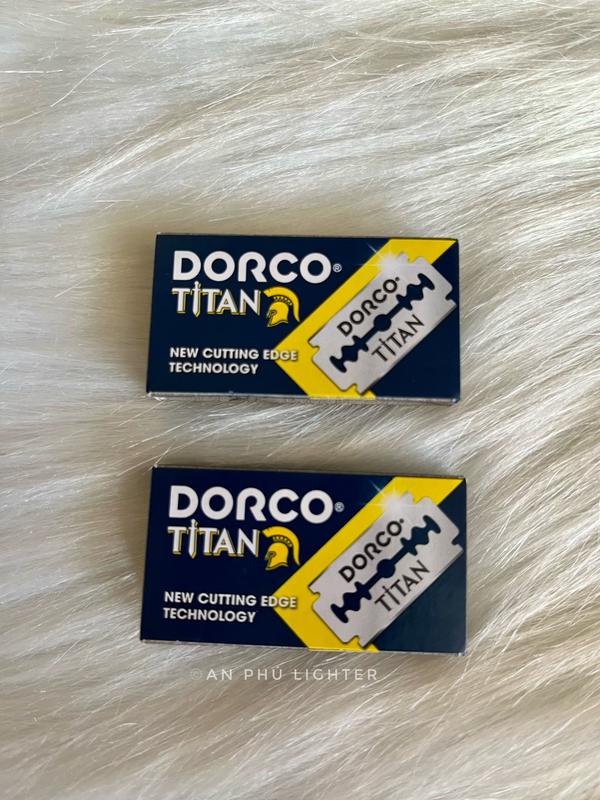 DORCO®
TITAN
NEW CUTTING EDGE
TECHNOLOGY
DORCO®
TITAN
DORCO®
TITAN
NEW CUTTING EDGE
TECHNOLOGY
DORCO®
TITAN
©AN PHÚ LIGHTER